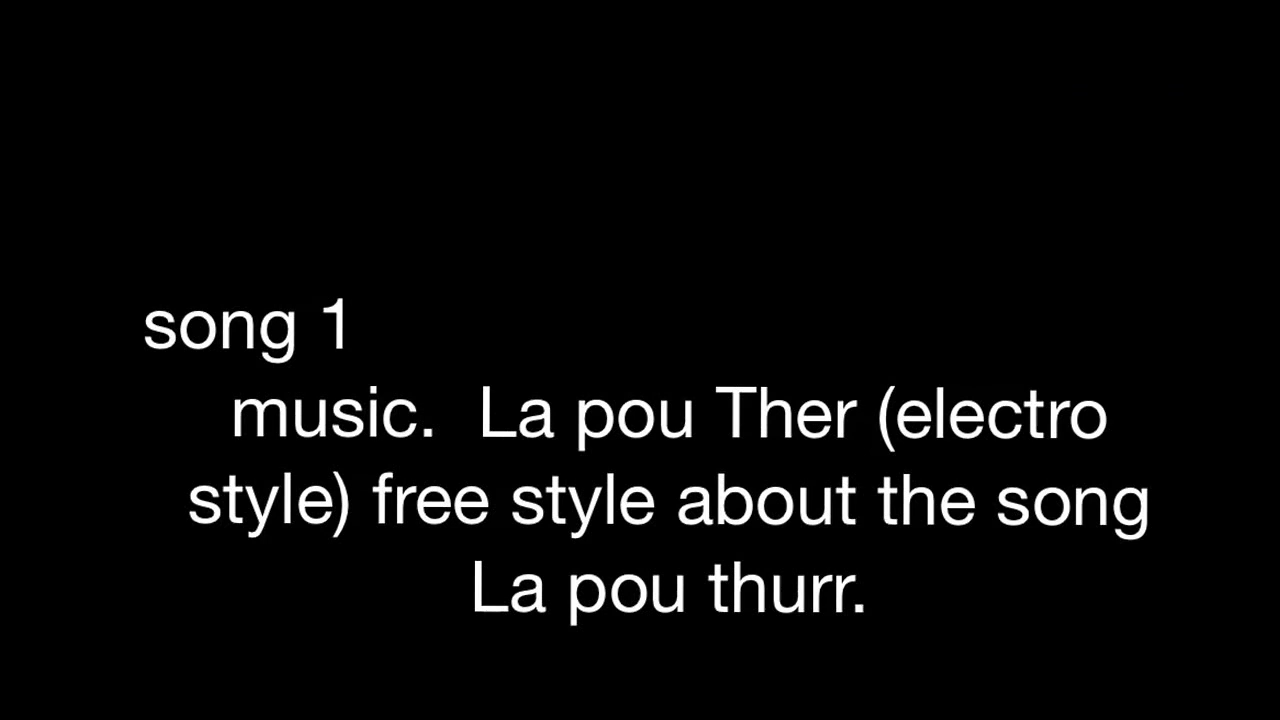 song 1
music.  La pou Ther (electro
style) free style about the song
La pou thurr.